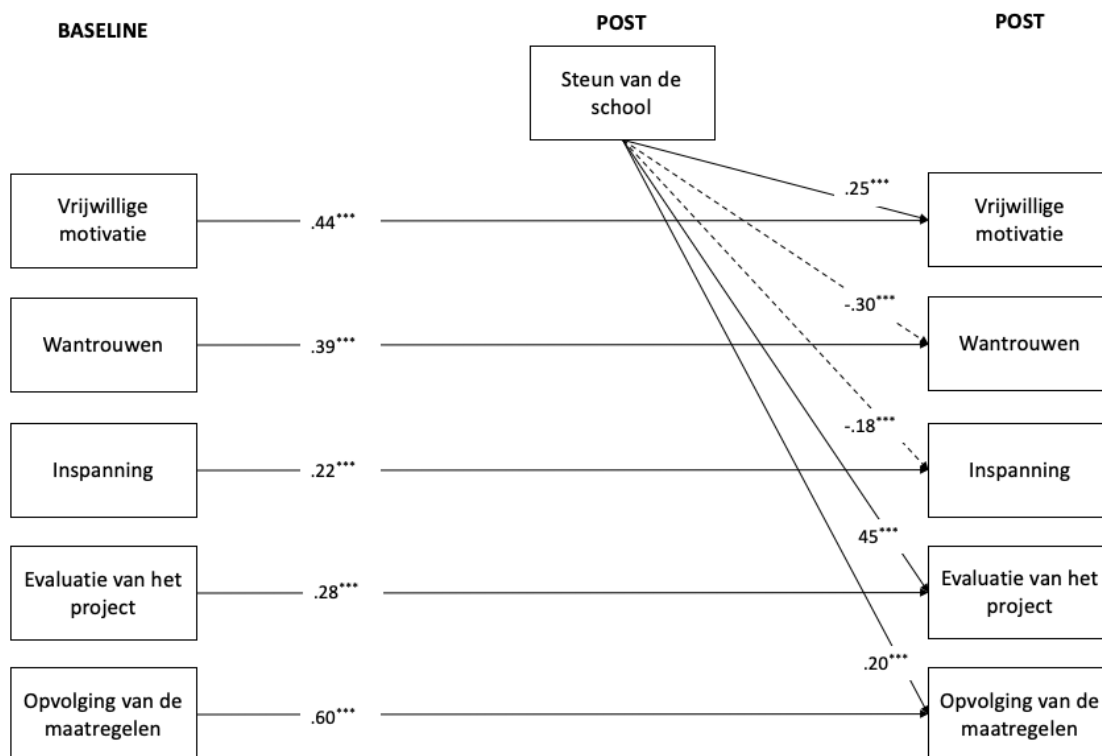 BASELINE
POST
POST
Steun van de
school
Vrijwillige
motivatie
.44***
.25***
Vrijwillige
motivatie
Wantrouwen
.39***
-.30***
Wantrouwen
Inspanning
.22***
-.18***
Inspanning
Evaluatie van het
project
.28***
45***
Evaluatie van het
project
Opvolging van de
maatregelen
.60***
.20***
Opvolging van de
maatregelen